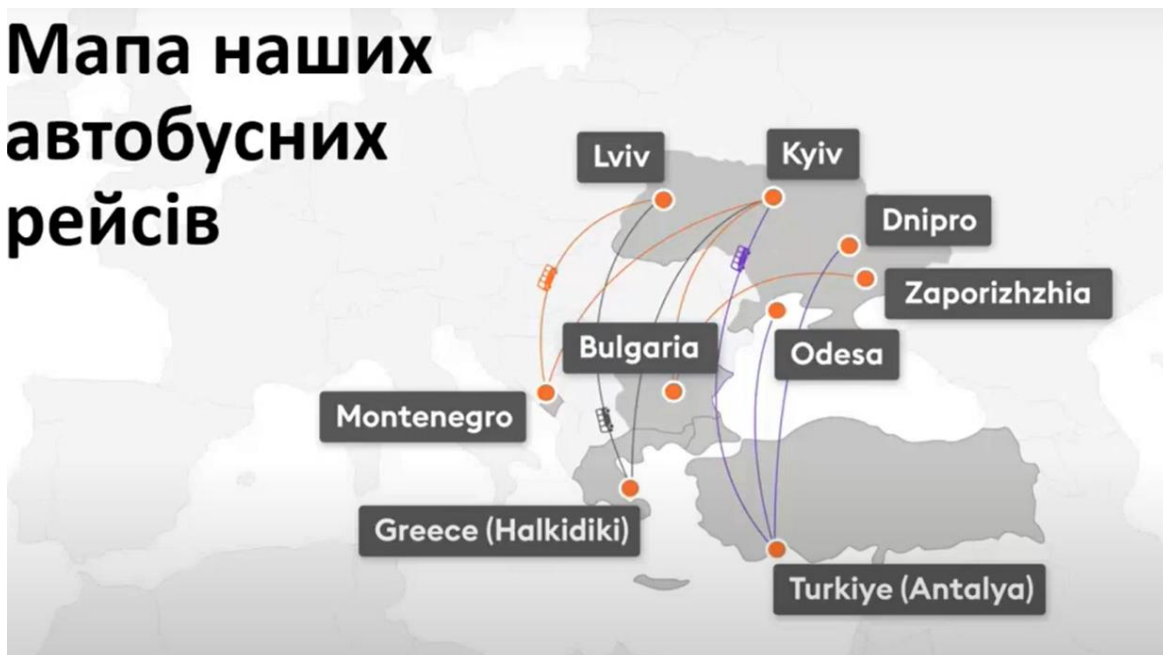 Мапа наших
автобусних
рейсів
Lviv
Kyiv
Dnipro
Zaporizhzhia
Bulgaria
Odesa
Montenegro
Greece (Halkidiki)
Turkiye (Antalya)